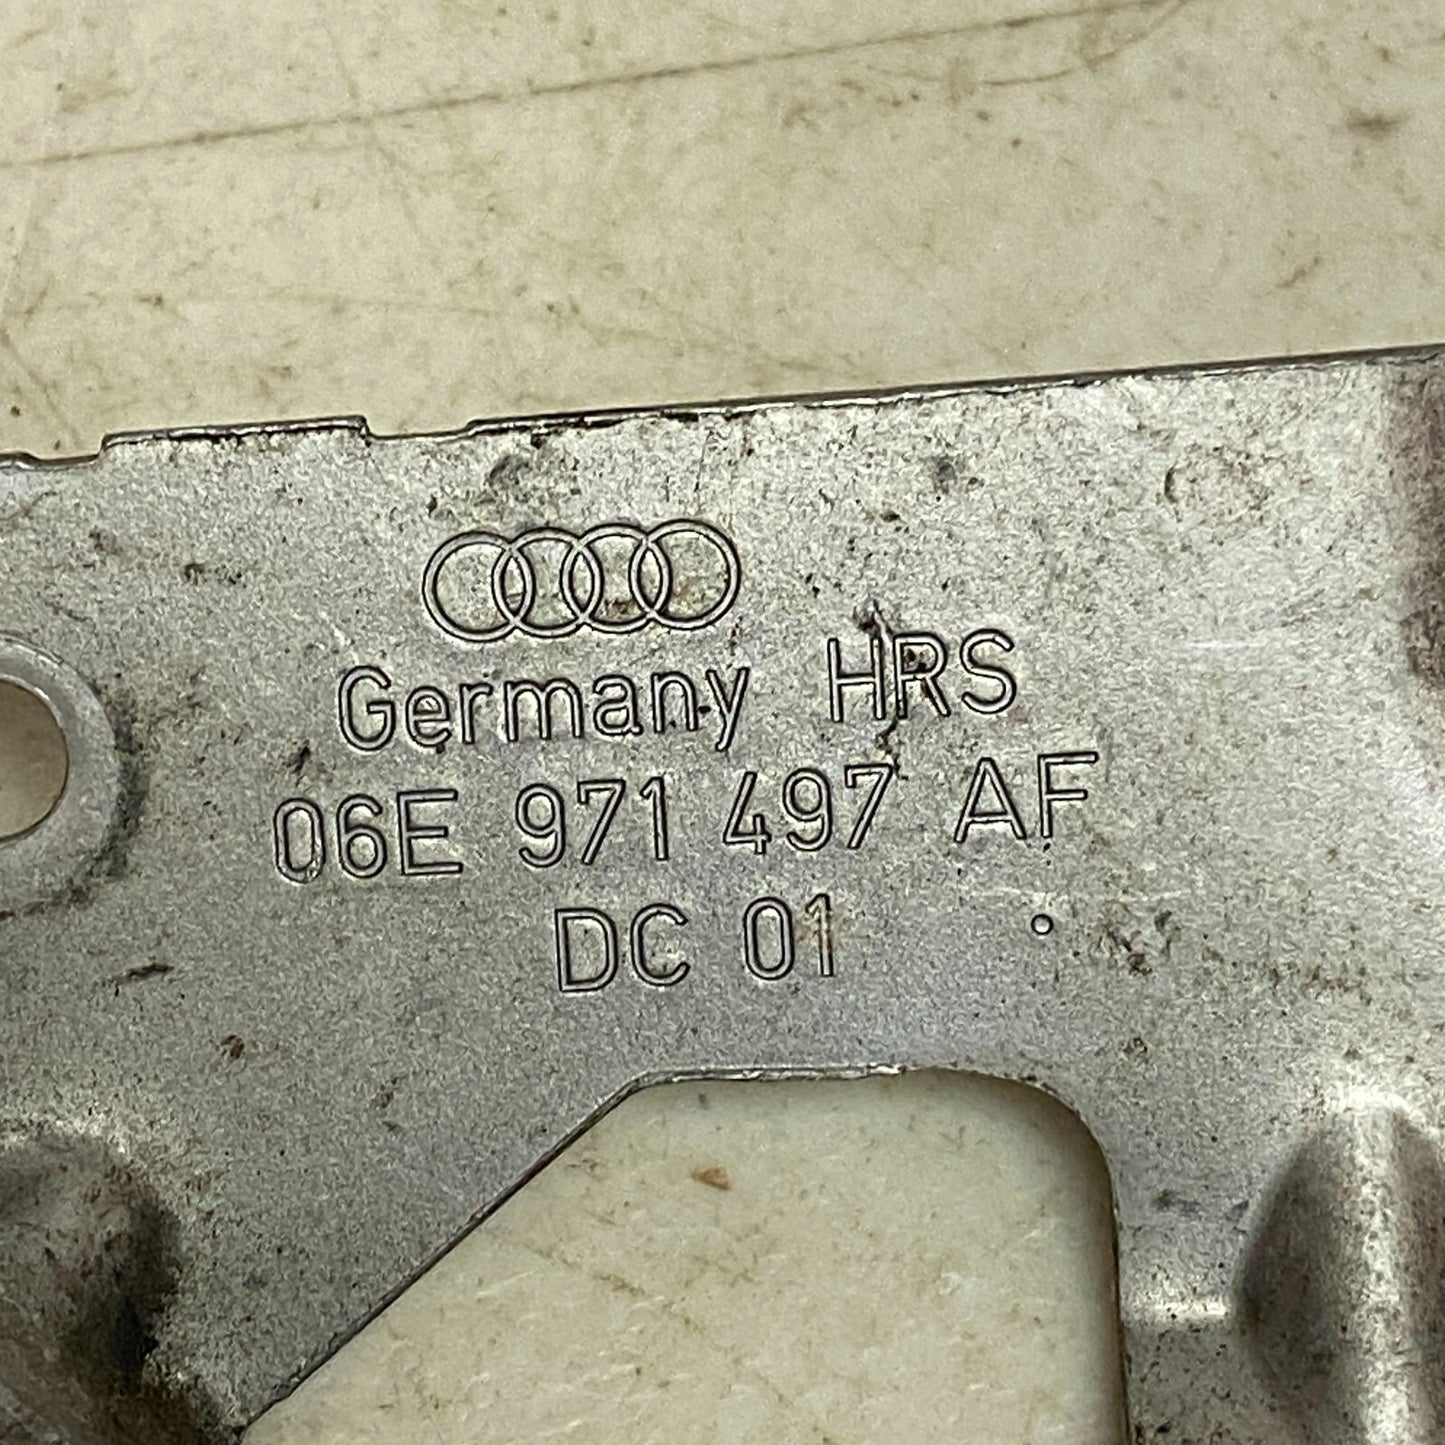 Germany HRS
06E 971 497 AF
DC 01